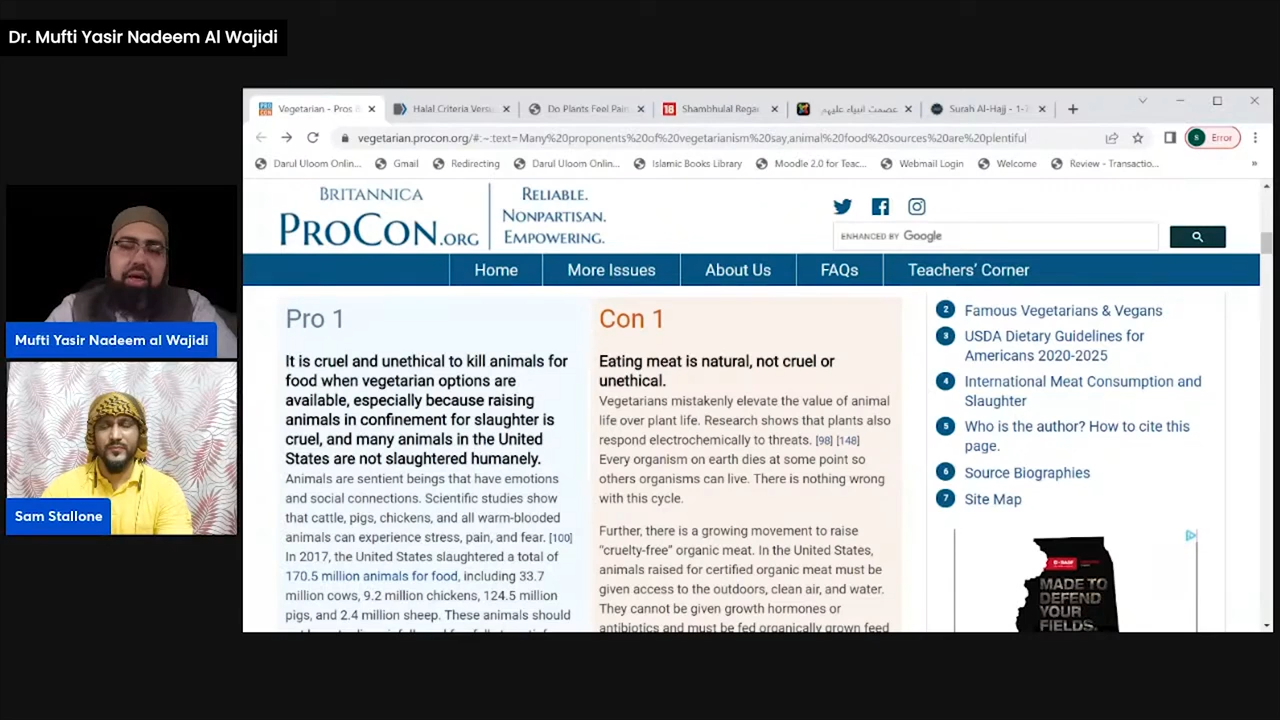 Dr. Mufti Yasir Nadeem Al Wajidi
Mufti Yasir Nadeem al Wajidi
Sam Stallone
Vegetarian - Pros
Halal Criteria Versu
Do Plants Feel Pain
Shambhulal Regar
عصمت انبیاء علیهم
Surah Al-Hajj - 1-7
vegetarian.procon.org/#:~:text=Many%20proponents%20of%20vegetarianism%20say,animal%20food%20sources%20are%20plentiful
S
Error
Darul Uloom Onlin...
Gmail
Redirecting
Darul Uloom Onlin...
Islamic Books Library
Moodle 2.0 for Teac...
Webmail Login
Welcome
Review - Transactio...
BRITANNICA
PROCON.ORG
RELIABLE.
NONPARTISAN.
EMPOWERING.
ENHANCED BY Google
Home
More Issues
About Us
FAQs
Teachers' Corner
Pro 1
It is cruel and unethical to kill animals for
food when vegetarian options are
available, especially because raising
animals in confinement for slaughter is
cruel, and many animals in the United
States are not slaughtered humanely.
Animals are sentient beings that have emotions
and social connections. Scientific studies show
that cattle, pigs, chickens, and all warm-blooded
animals can experience stress, pain, and fear. [100]
In 2017, the United States slaughtered a total of
170.5 million animals for food, including 33.7
million cows, 9.2 million chickens, 124.5 million
pigs, and 2.4 million sheep. These animals should
Con 1
Eating meat is natural, not cruel or
unethical.
Vegetarians mistakenly elevate the value of animal
life over plant life. Research shows that plants also
respond electrochemically to threats. [98] [148]
Every organism on earth dies at some point so
others organisms can live. There is nothing wrong
with this cycle.
Further, there is a growing movement to raise
"cruelty-free" organic meat. In the United States,
animals raised for certified organic meat must be
given access to the outdoors, clean air, and water.
They cannot be given growth hormones or
antibiotics and must be fed organically grown feed
2 Famous Vegetarians & Vegans
3 USDA Dietary Guidelines for
Americans 2020-2025
4 International Meat Consumption and
Slaughter
5 Who is the author? How to cite this
page.
6 Source Biographies
7 Site Map
MADE TO
DEFEND
YOUR
FIELDS.